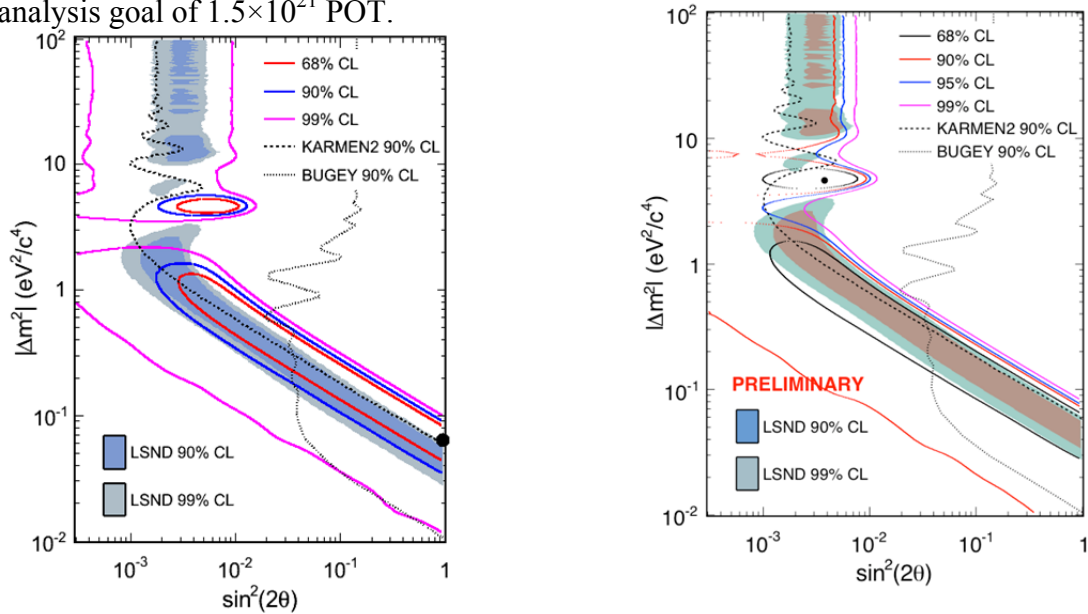 analysis goal of 1.5×10²¹ POT.
10²
10
1
10⁻¹
10⁻²
|Δm²| (eV²/c⁴)
68% CL
90% CL
99% CL
KARMEN2 90% CL
BUGEY 90% CL
LSND 90% CL
LSND 99% CL
10⁻³ 10⁻² 10⁻¹ 1
sin²(2θ)
10²
10
1
10⁻¹
10⁻²
|Δm²| (eV²/c⁴)
68% CL
90% CL
95% CL
99% CL
KARMEN2 90% CL
BUGEY 90% CL
PRELIMINARY
LSND 90% CL
LSND 99% CL
10⁻³ 10⁻² 10⁻¹ 1
sin²(2θ)